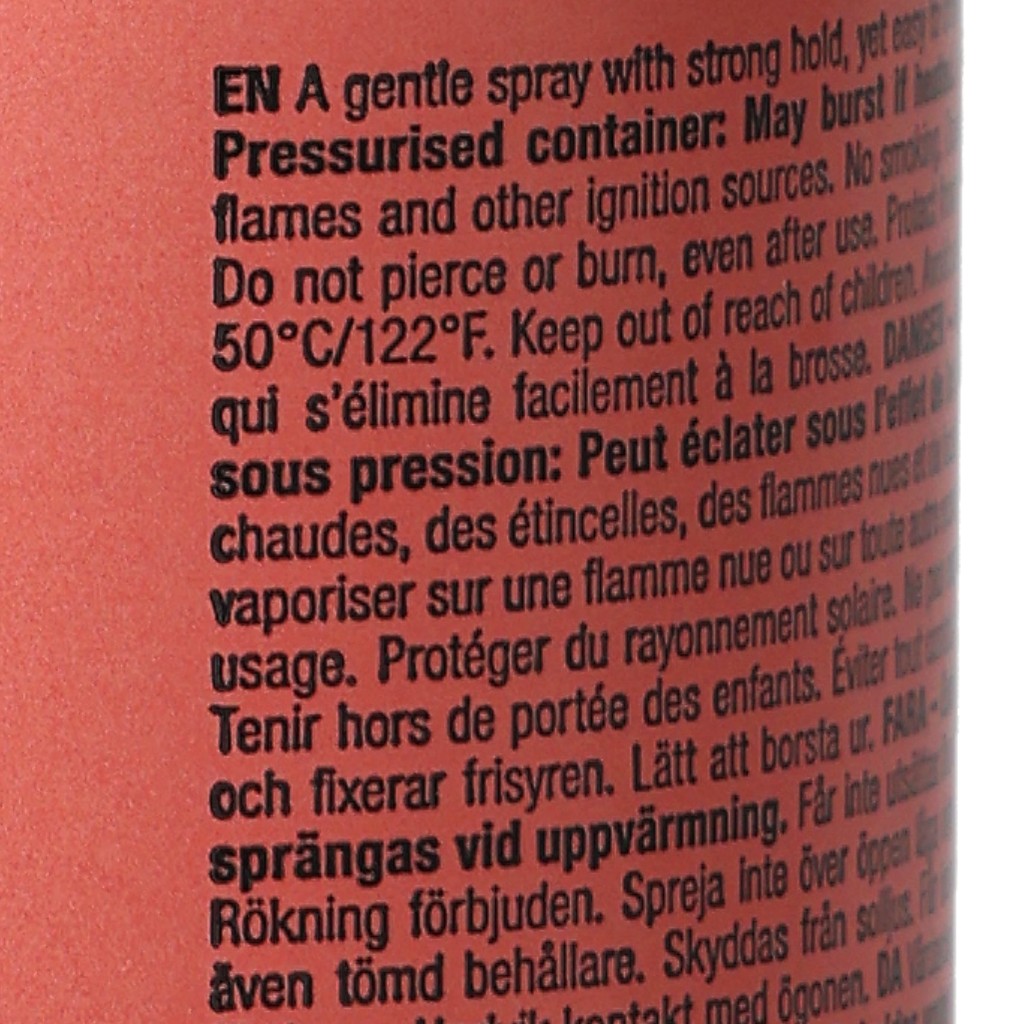 EN A gentle spray with strong hold, yet easy
Pressurised container: May burst if
flames and other ignition sources. No smoking.
Do not pierce or burn, even after use. Protect
50°C/122°F. Keep out of reach of children.
qui s'élimine facilement à la brosse. DANGER -
sous pression: Peut éclater sous l'effet de
chaudes, des étincelles, des flammes nues et
vaporiser sur une flamme nue ou sur toute
usage. Protéger du rayonnement solaire. Ne
Tenir hors de portée des enfants. Éviter tout
och fixerar frisyren. Lätt att borsta ur. FARA -
sprängas vid uppvärmning. Får inte
Rökning förbjuden. Spreja inte över öppen
även tömd behållare. Skyddas från solljus. Får
kontakt med ögonen. DA